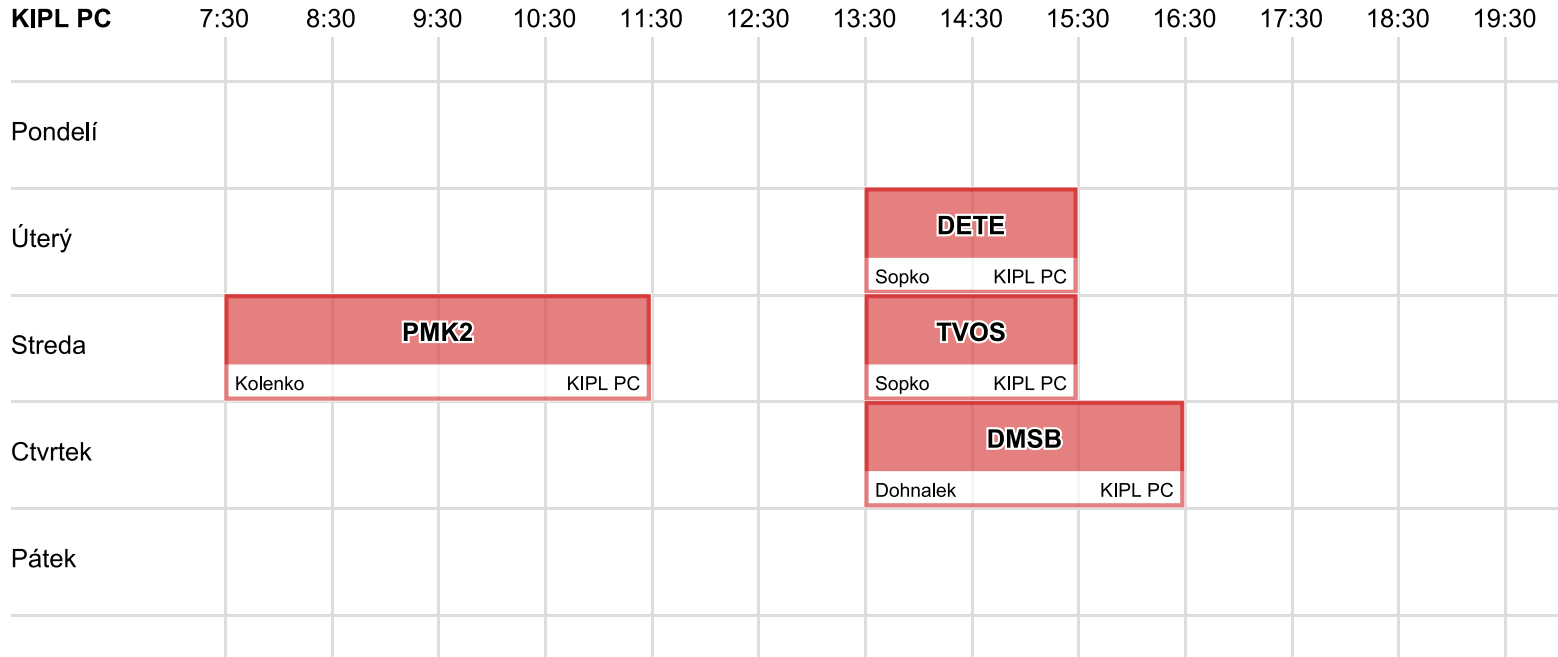 KIPL PC 7:30 8:30 9:30 10:30 11:30 12:30 13:30 14:30 15:30 16:30 17:30 18:30 19:30
Pondelí
Úterý
DETE
Sopko KIPL PC
Streda
PMK2
Kolenko KIPL PC
TVOS
Sopko KIPL PC
Ctvrtek
DMSB
Dohnalek KIPL PC
Pátek